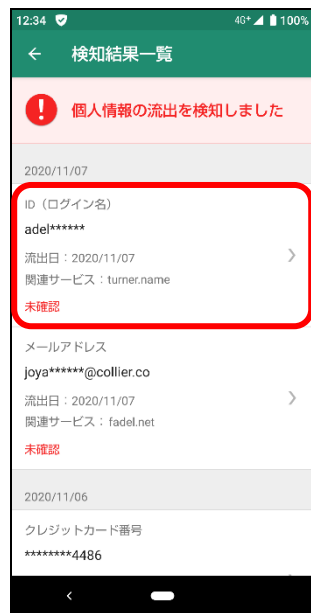 12:34 4G+ 100%
検知結果一覧
個人情報の流出を検知しました
2020/11/07
ID（ログイン名）
adel******
流出日：2020/11/07
関連サービス：turner.name
未確認
メールアドレス
joya******@collier.co
流出日：2020/11/07
関連サービス：fadel.net
未確認
2020/11/06
クレジットカード番号
********4486